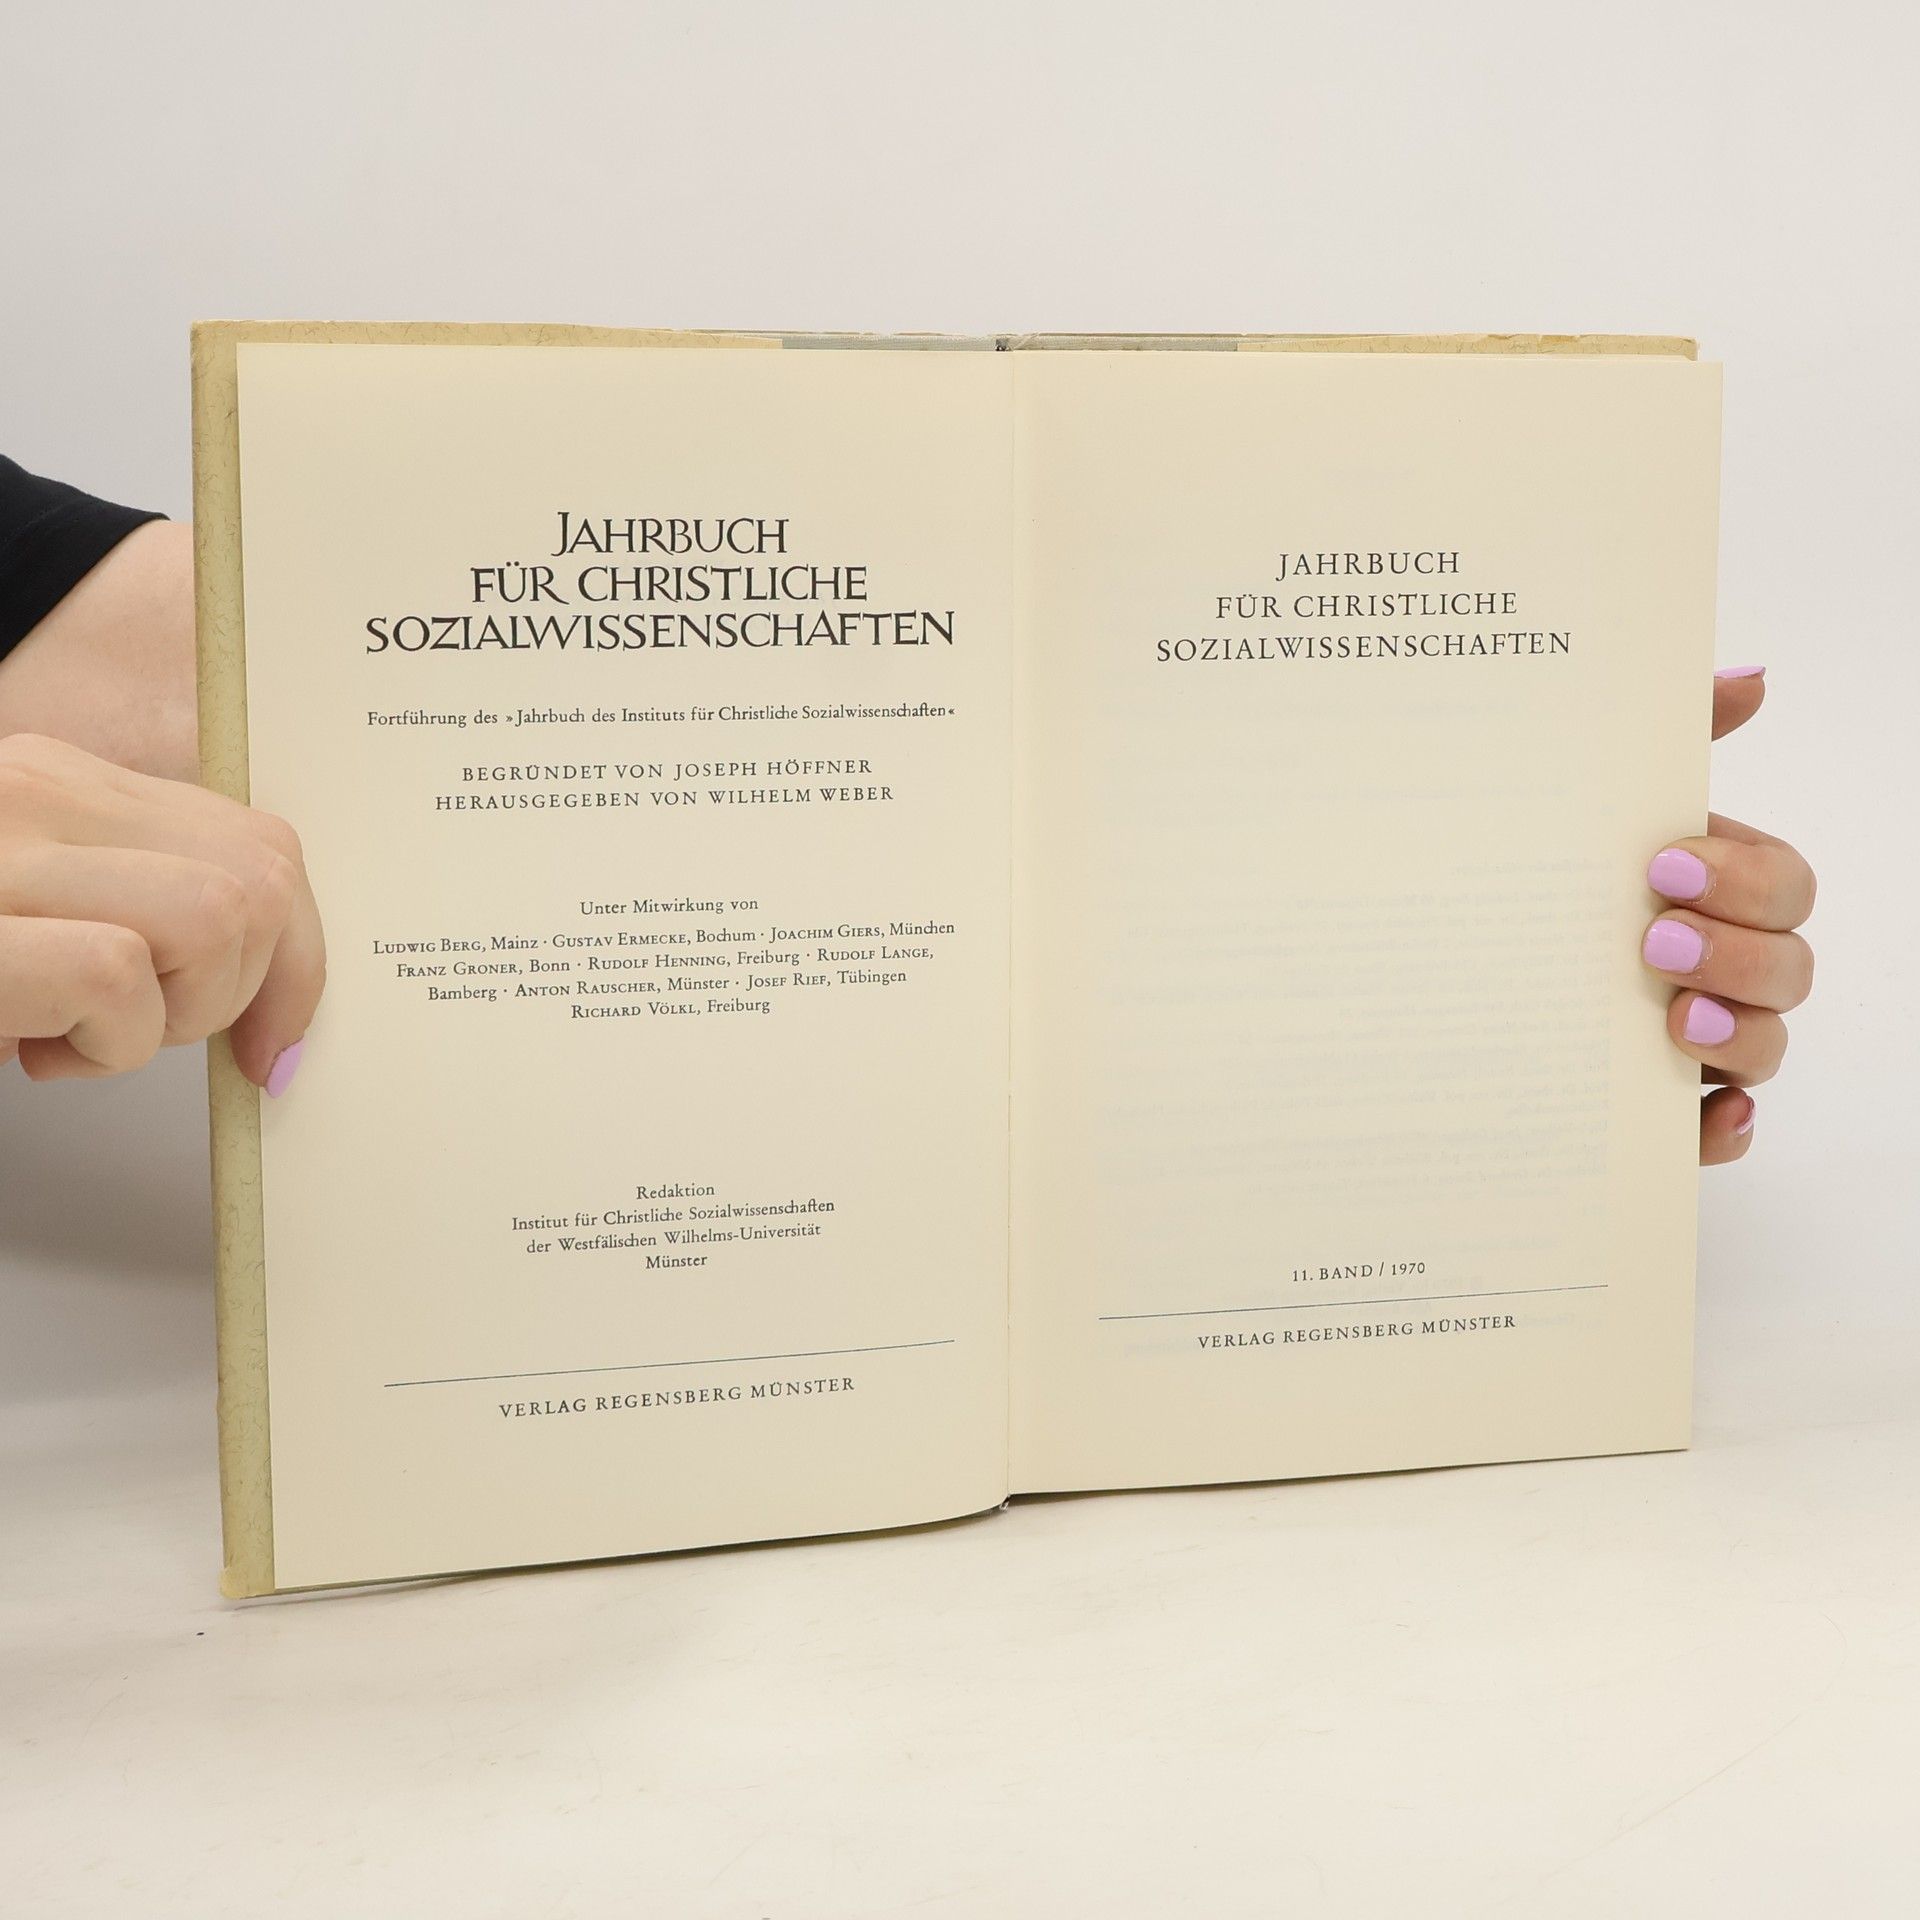 JAHRBUCH
FÜR CHRISTLICHE
SOZIALWISSENSCHAFTEN
Fortführung des »Jahrbuch des Instituts für Christliche Sozialwissenschaften«
BEGRÜNDET VON JOSEPH HÖFFNER
HERAUSGEGEBEN VON WILHELM WEBER
Unter Mitwirkung von
LUDWIG BERG, Mainz · GUSTAV ERMECKE, Bochum · JOACHIM GIERS, München
FRANZ GRONER, Bonn · RUDOLF HENNING, Freiburg · RUDOLF LANGE,
Bamberg · ANTON RAUSCHER, Münster · JOSEF RIEF, Tübingen
RICHARD VÖLKL, Freiburg
Redaktion
Institut für Christliche Sozialwissenschaften
der Westfälischen Wilhelms-Universität
Münster
VERLAG REGENSBERG MÜNSTER
JAHRBUCH
FÜR CHRISTLICHE
SOZIALWISSENSCHAFTEN
11. BAND / 1970
VERLAG REGENSBERG MÜNSTER